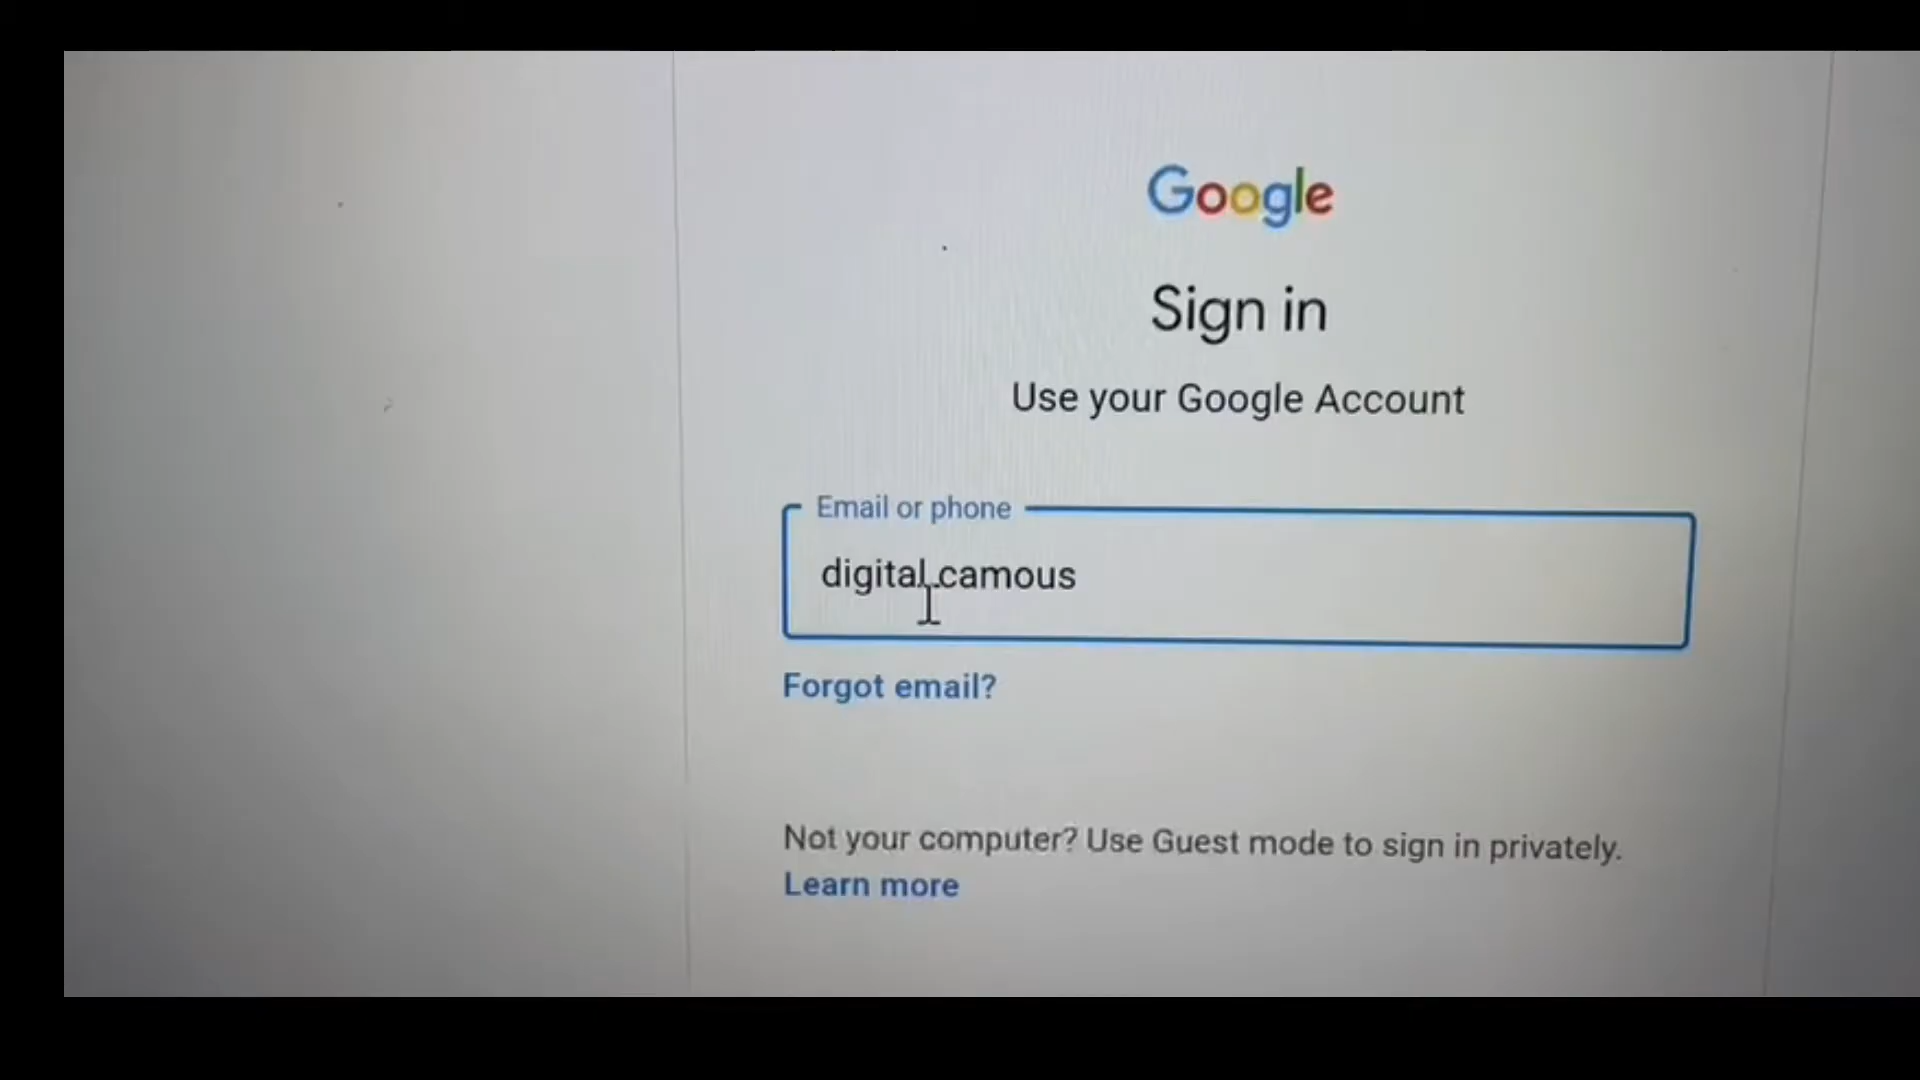 Google
Sign in
Use your Google Account
Email or phone
digital.camous
Forgot email?
Not your computer? Use Guest mode to sign in privately.
Learn more